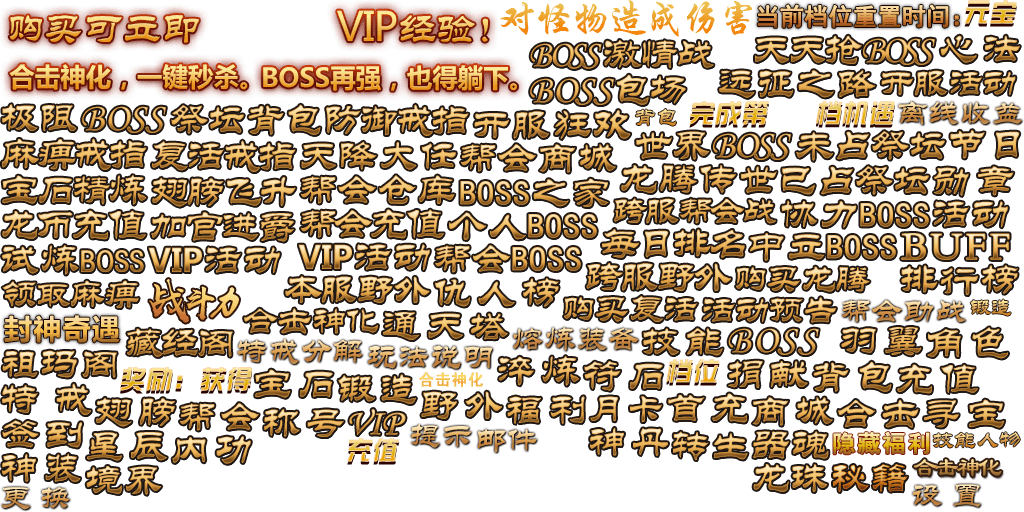 购买可立即
VIP经验！
对怪物造成伤害
当前档位重置时间：
元宝
合击神化，一键秒杀。BOSS再强，也得躺下。
BOSS激情战
天天抢BOSS
心法
BOSS包场
远征之路
开服活动
极限BOSS
祭坛
背包
防御戒指
开服狂欢
背包
完成第
档机遇
离线收益
麻痹戒指
复活戒指
天降大任
帮会商城
世界BOSS
未占祭坛
节日
宝石精炼
翅膀飞升
帮会仓库
BOSS之家
龙腾传世
已占祭坛
勋章
龙币充值
加官进爵
帮会充值
个人BOSS
跨服帮会战
协力BOSS
活动
试炼BOSS
VIP活动
VIP活动
帮会BOSS
每日排名
中立BOSS
BUFF
领取麻痹
战斗力
本服野外
仇人榜
跨服野外
购买龙腾
排行榜
封神奇遇
藏经阁
合击神化
通天塔
购买复活
活动预告
帮会助战
锻造
祖玛阁
特戒分解
玩法说明
熔炼装备
技能BOSS
羽翼
角色
奖励：
获得
宝石锻造
合击神化
淬炼
符石
档位
捐献
背包
充值
特戒
翅膀
帮会称号
VIP
野外福利
月卡首充
商城
合击寻宝
签到
星辰内功
充值
提示
邮件
神丹转生
器魂
隐藏福利
技能人物
神装
境界
龙珠秘籍
合击神化
更换
设置